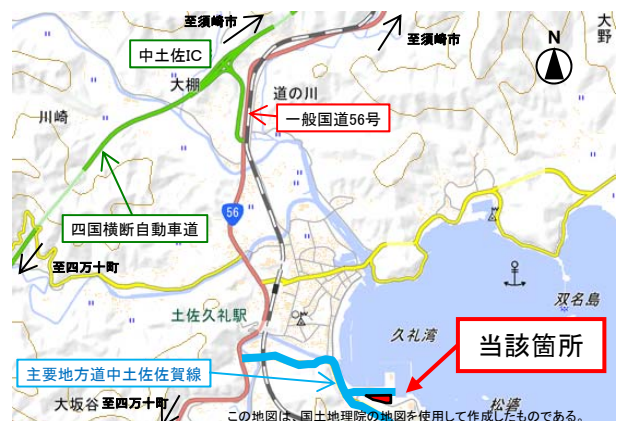 至須崎市
至須崎市
大野
中土佐IC
N
大棚
道の川
川崎
一般国道56号
四国横断自動車道
56
至四万十町
双名島
土佐久礼駅
久礼湾
当該箇所
主要地方道中土佐佐賀線
大坂谷
至四万十町
松碆
この地図は、国土地理院の地図を使用して作成したものである。